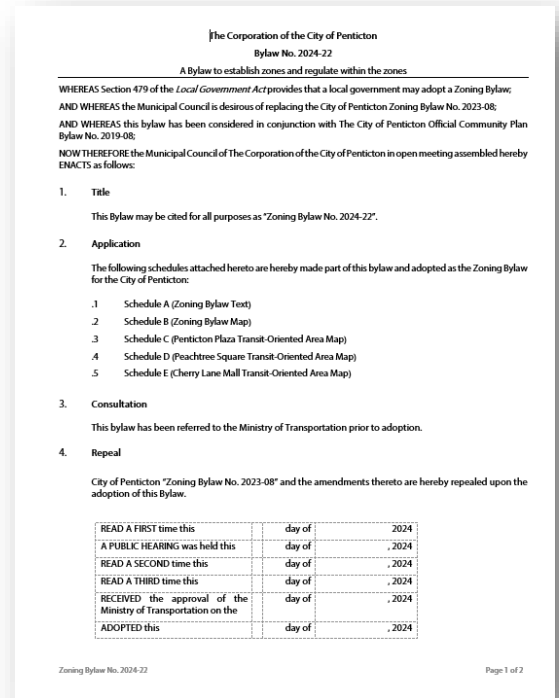 The Corporation of the City of Penticton
Bylaw No. 2024-22
A Bylaw to establish zones and regulate within the zones
WHEREAS Section 479 of the Local Government Act provides that a local government may adopt a Zoning Bylaw;
AND WHEREAS the Municipal Council is desirous of replacing the City of Penticton Zoning Bylaw No. 2023-08;
AND WHEREAS this bylaw has been considered in conjunction with The City of Penticton Official Community Plan
Bylaw No. 2019-08;
NOW THEREFORE the Municipal Council of The Corporation of the City of Penticton in open meeting assembled hereby
ENACTS as follows:
1. Title
This Bylaw may be cited for all purposes as "Zoning Bylaw No. 2024-22".
2. Application
The following schedules attached hereto are hereby made part of this bylaw and adopted as the Zoning Bylaw
for the City of Penticton:
.1 Schedule A (Zoning Bylaw Text)
.2 Schedule B (Zoning Bylaw Map)
.3 Schedule C (Penticton Plaza Transit-Oriented Area Map)
.4 Schedule D (Peachtree Square Transit-Oriented Area Map)
.5 Schedule E (Cherry Lane Mall Transit-Oriented Area Map)
3. Consultation
This bylaw has been referred to the Ministry of Transportation prior to adoption.
4. Repeal
City of Penticton "Zoning Bylaw No. 2023-08" and the amendments thereto are hereby repealed upon the
adoption of this Bylaw.
READ A FIRST time this day of 2024
A PUBLIC HEARING was held this day of , 2024
READ A SECOND time this day of , 2024
READ A THIRD time this day of , 2024
RECEIVED the approval of the day of , 2024
Ministry of Transportation on the
ADOPTED this day of , 2024
Zoning Bylaw No. 2024-22 Page 1 of 2